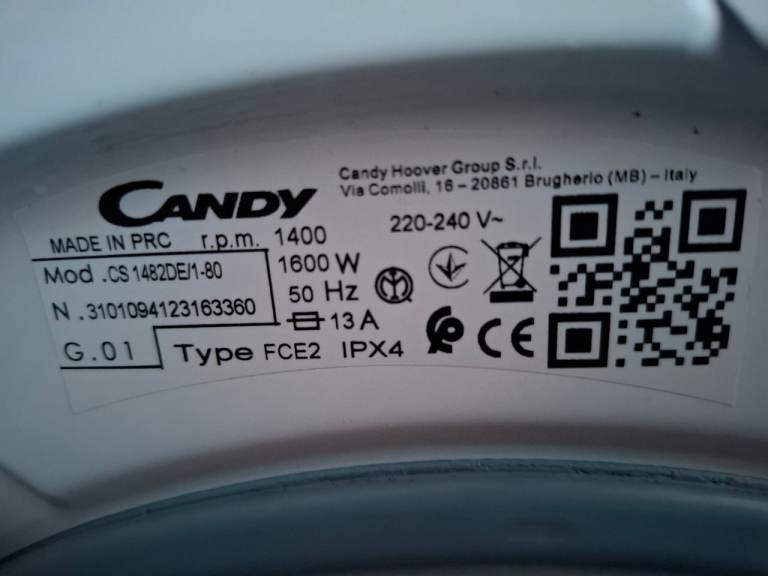 CANDY
Candy Hoover Group S.r.l.
Via Comolli, 16 - 20861 Brugherio (MB) - Italy
MADE IN PRC r.p.m. 1400 220-240 V~
Mod .CS 1482DE/1-80 1600 W
N .3101094123163360 50 Hz
13 A
G .01 Type FCE2 IPX4 CE